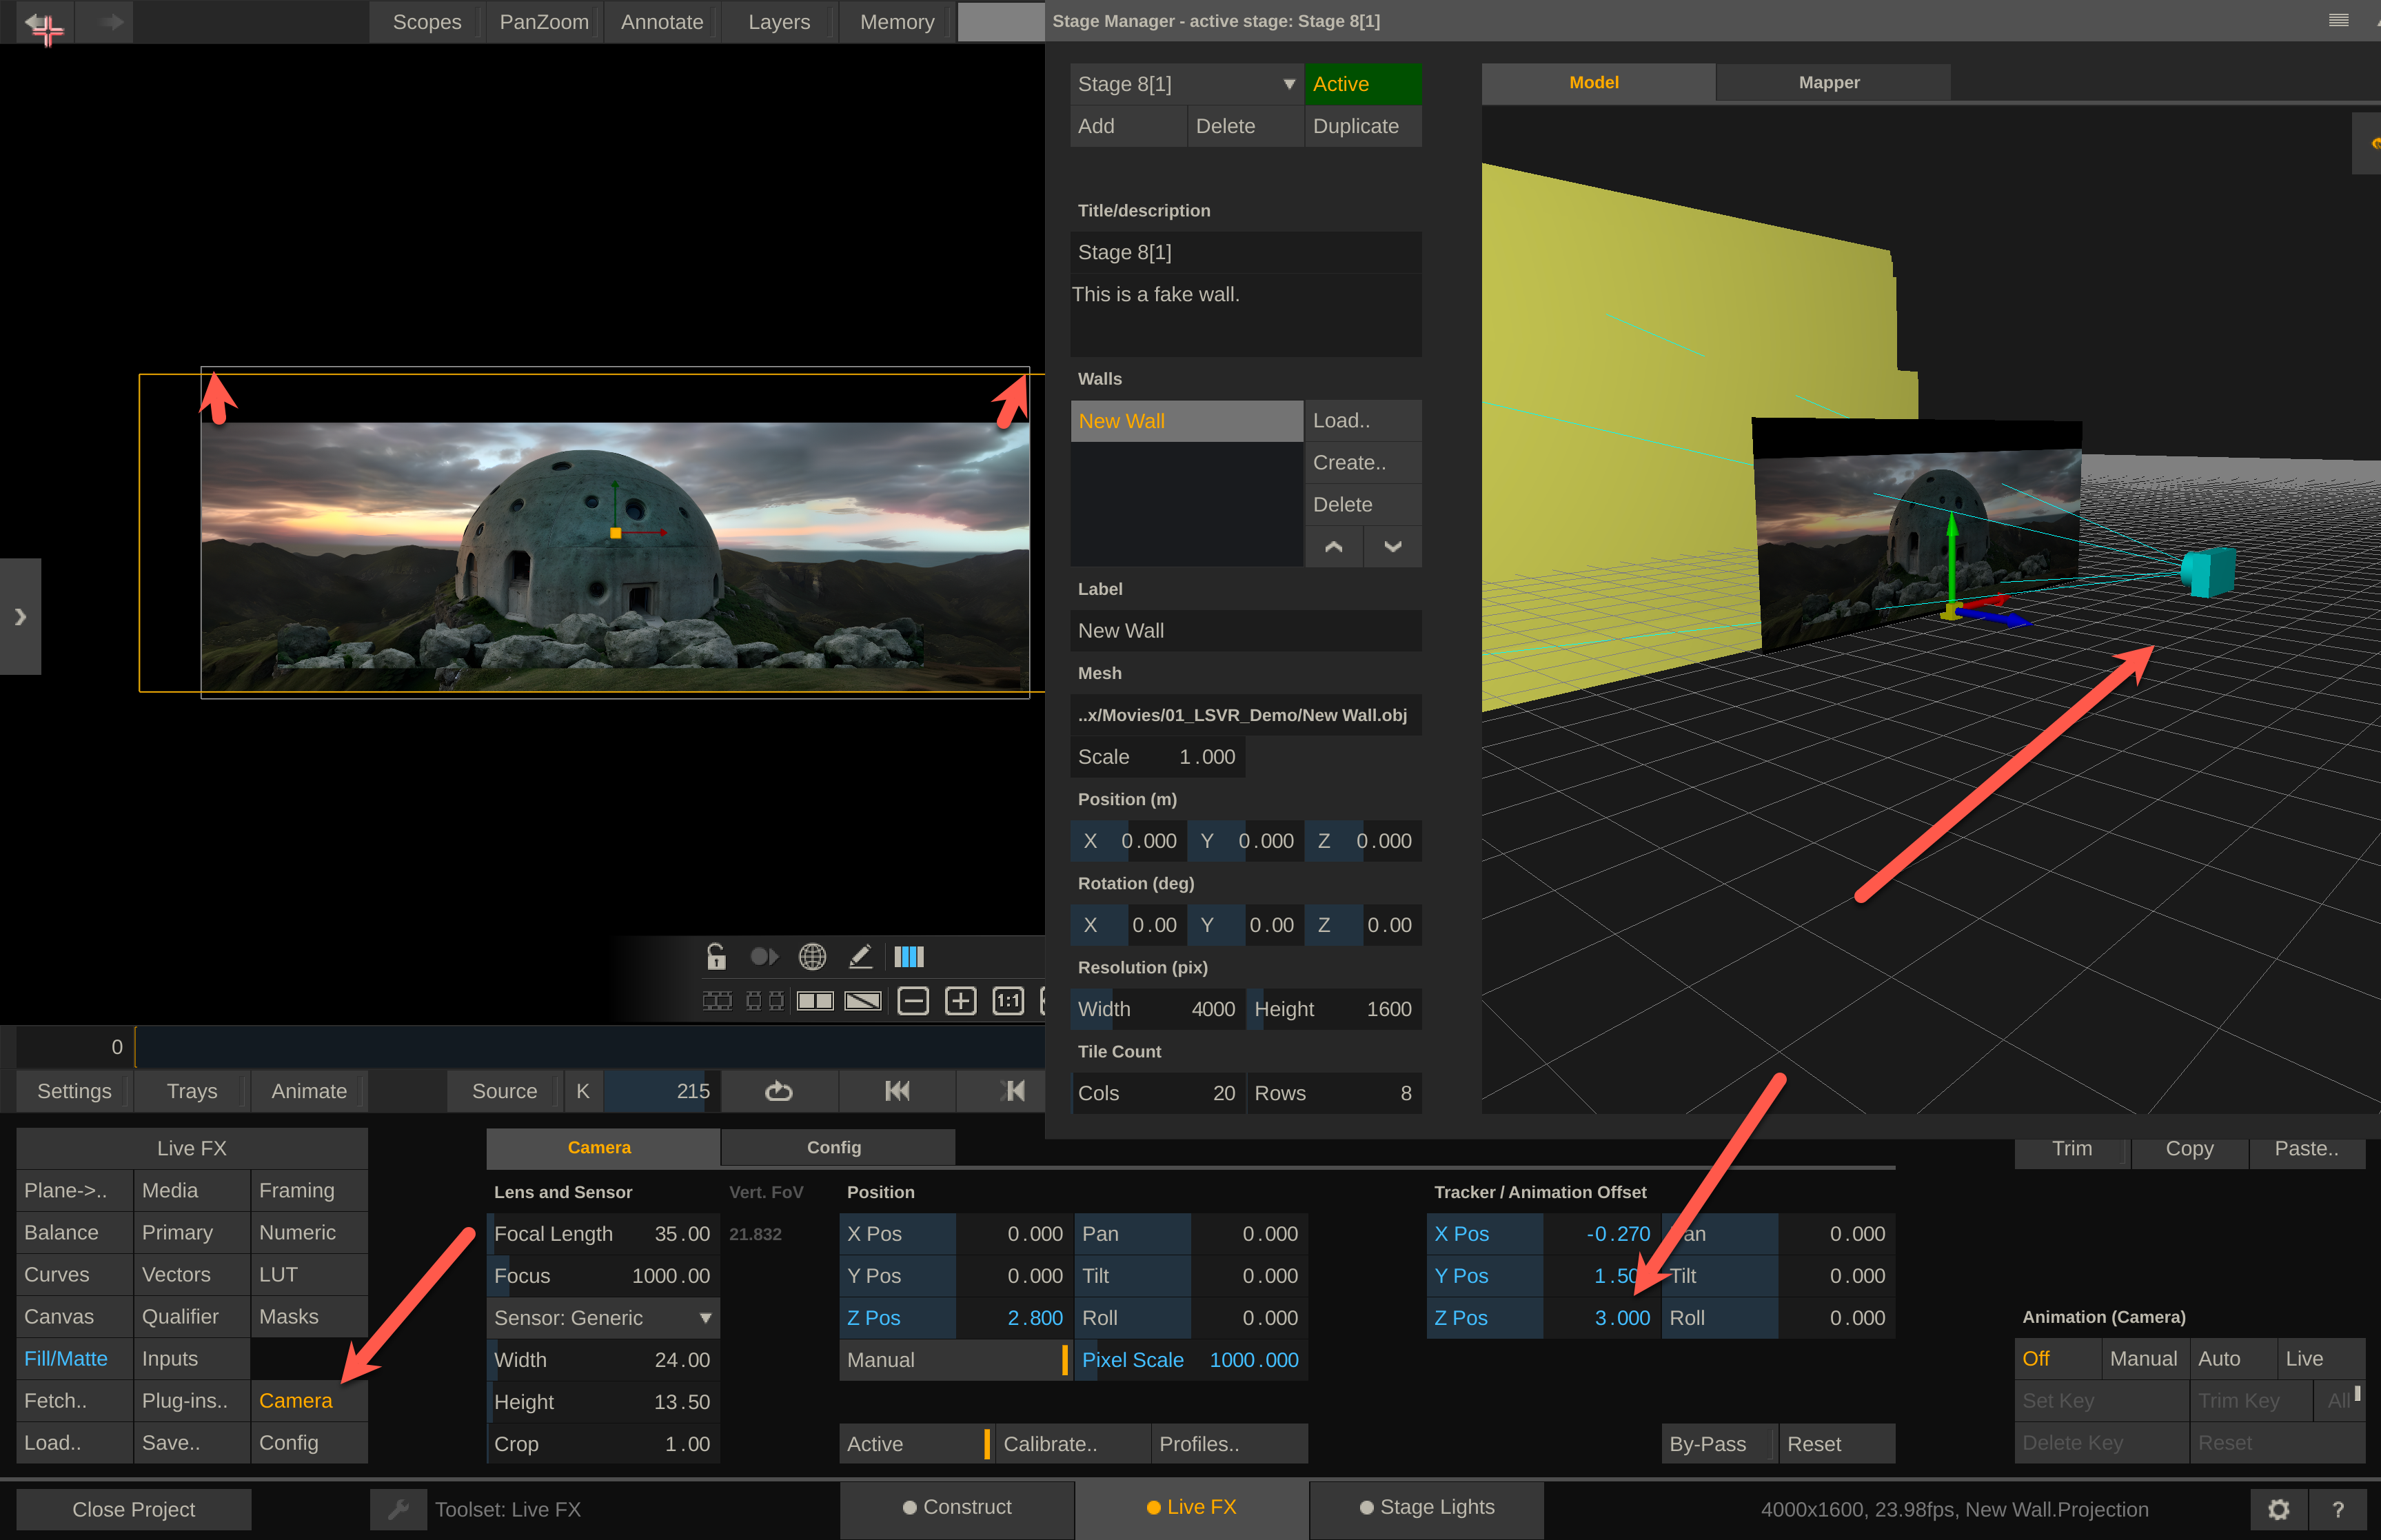 Scopes PanZoom Annotate Layers Memory
Stage Manager - active stage: Stage 8[1]
Stage 8[1] Active
Add Delete Duplicate
Model Mapper
Title/description
Stage 8[1]
This is a fake wall.
Walls
New Wall Load..
Create..
Delete
Label
New Wall
Mesh
..x/Movies/01_LSVR_Demo/New Wall.obj
Scale 1.000
Position (m)
X 0.000 Y 0.000 Z 0.000
Rotation (deg)
X 0.00 Y 0.00 Z 0.00
Resolution (pix)
Width 4000 Height 1600
Tile Count
Cols 20 Rows 8
1:1
0
Settings Trays Animate Source K 215
Live FX Camera Config Trim Copy Paste..
Plane->.. Media Framing Lens and Sensor Vert. FoV Position Tracker / Animation Offset
Balance Primary Numeric Focal Length 35.00 21.832 X Pos 0.000 Pan 0.000 X Pos -0.270 0.000
Curves Vectors LUT Focus 1000.00 Y Pos 0.000 Tilt 0.000 Y Pos Tilt 0.000
Canvas Qualifier Masks Sensor: Generic Z Pos 2.800 Roll 0.000 Z Pos 3.000 Roll 0.000 Animation (Camera)
Fill/Matte Inputs Width 24.00 Manual Pixel Scale 1000.000 Off Manual Auto Live
Fetch.. Plug-ins.. Camera Height 13.50 Set Key Trim Key All
Load.. Save.. Config Crop 1.00 Active Calibrate.. Profiles.. By-Pass Reset Delete Key Reset
Close Project Toolset: Live FX Construct Live FX Stage Lights 4000x1600, 23.98fps, New Wall.Projection ?